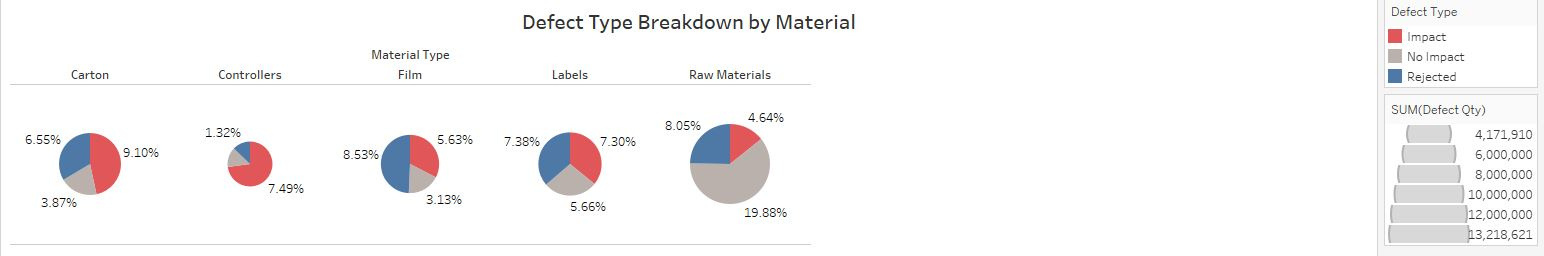 Defect Type Breakdown by Material
Material Type
Carton
Controllers
Film
Labels
Raw Materials
6.55%
9.10%
3.87%
1.32%
7.49%
8.53%
5.63%
3.13%
7.38%
7.30%
5.66%
8.05%
4.64%
19.88%
Defect Type
Impact
No Impact
Rejected
SUM(Defect Qty)
4,171,910
6,000,000
8,000,000
10,000,000
12,000,000
13,218,621